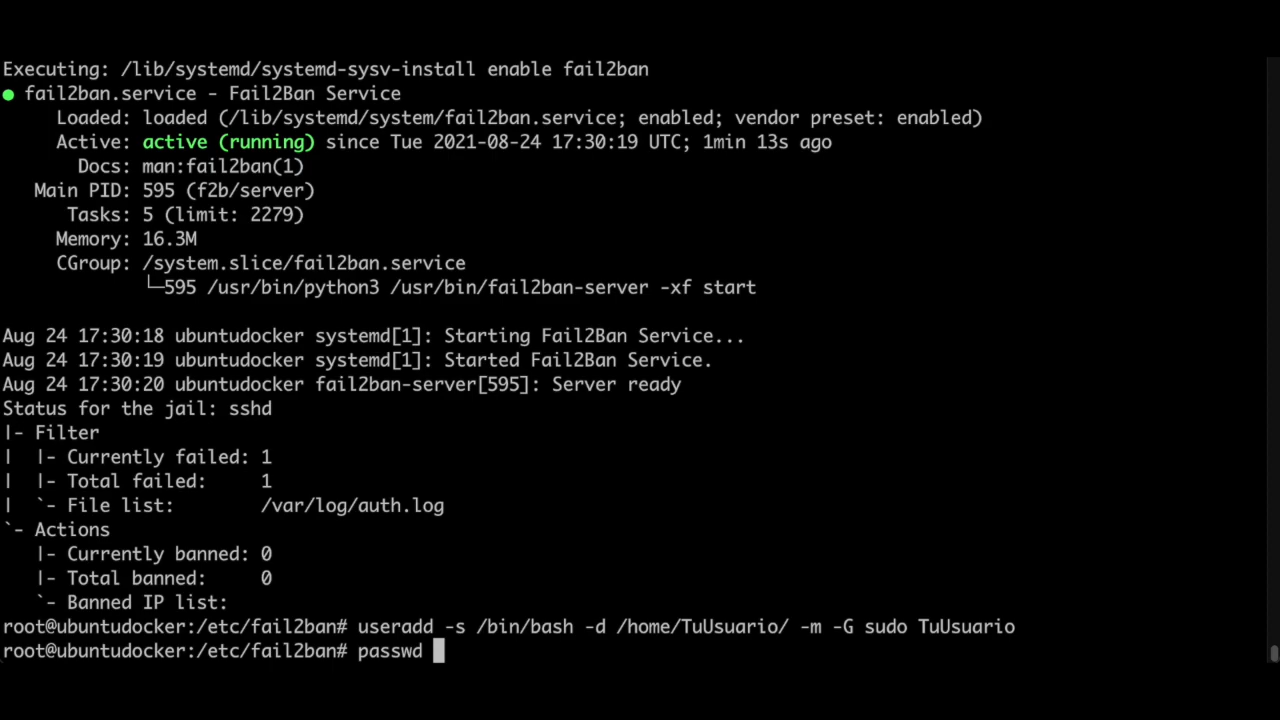 Executing: /lib/systemd/systemd-sysv-install enable fail2ban
● fail2ban.service - Fail2Ban Service
     Loaded: loaded (/lib/systemd/system/fail2ban.service; enabled; vendor preset: enabled)
     Active: active (running) since Tue 2021-08-24 17:30:19 UTC; 1min 13s ago
       Docs: man:fail2ban(1)
   Main PID: 595 (f2b/server)
      Tasks: 5 (limit: 2279)
     Memory: 16.3M
     CGroup: /system.slice/fail2ban.service
             └─595 /usr/bin/python3 /usr/bin/fail2ban-server -xf start

Aug 24 17:30:18 ubuntudocker systemd[1]: Starting Fail2Ban Service...
Aug 24 17:30:19 ubuntudocker systemd[1]: Started Fail2Ban Service.
Aug 24 17:30:20 ubuntudocker fail2ban-server[595]: Server ready
Status for the jail: sshd
|- Filter
|  |- Currently failed: 1
|  |- Total failed:     1
|  `- File list:        /var/log/auth.log
`- Actions
   |- Currently banned: 0
   |- Total banned:     0
   `- Banned IP list:
root@ubuntudocker:/etc/fail2ban# useradd -s /bin/bash -d /home/TuUsuario/ -m -G sudo TuUsuario
root@ubuntudocker:/etc/fail2ban# passwd